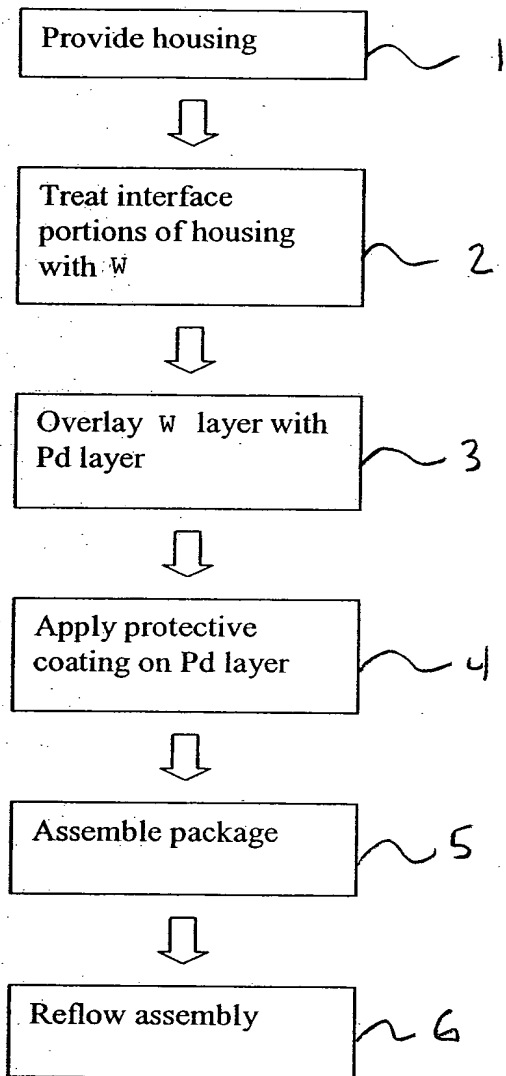 Provide housing
1
Treat interface
portions of housing
with W
2
Overlay W layer with
Pd layer
3
Apply protective
coating on Pd layer
4
Assemble package
5
Reflow assembly
6